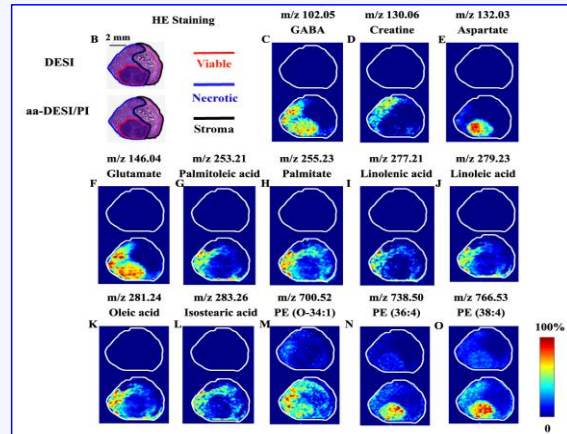 HE Staining
B
2 mm
DESI
aa-DESI/PI
Viable
Necrotic
Stroma
m/z 102.05
GABA
C
m/z 130.06
Creatine
D
m/z 132.03
Aspartate
E
m/z 146.04
Glutamate
F
m/z 253.21
Palmitoleic acid
G
m/z 255.23
Palmitate
H
m/z 277.21
Linolenic acid
I
m/z 279.23
Linoleic acid
J
m/z 281.24
Oleic acid
K
m/z 283.26
Isostearic acid
L
m/z 700.52
PE (O-34:1)
M
m/z 738.50
PE (36:4)
N
m/z 766.53
PE (38:4)
O
100%
0